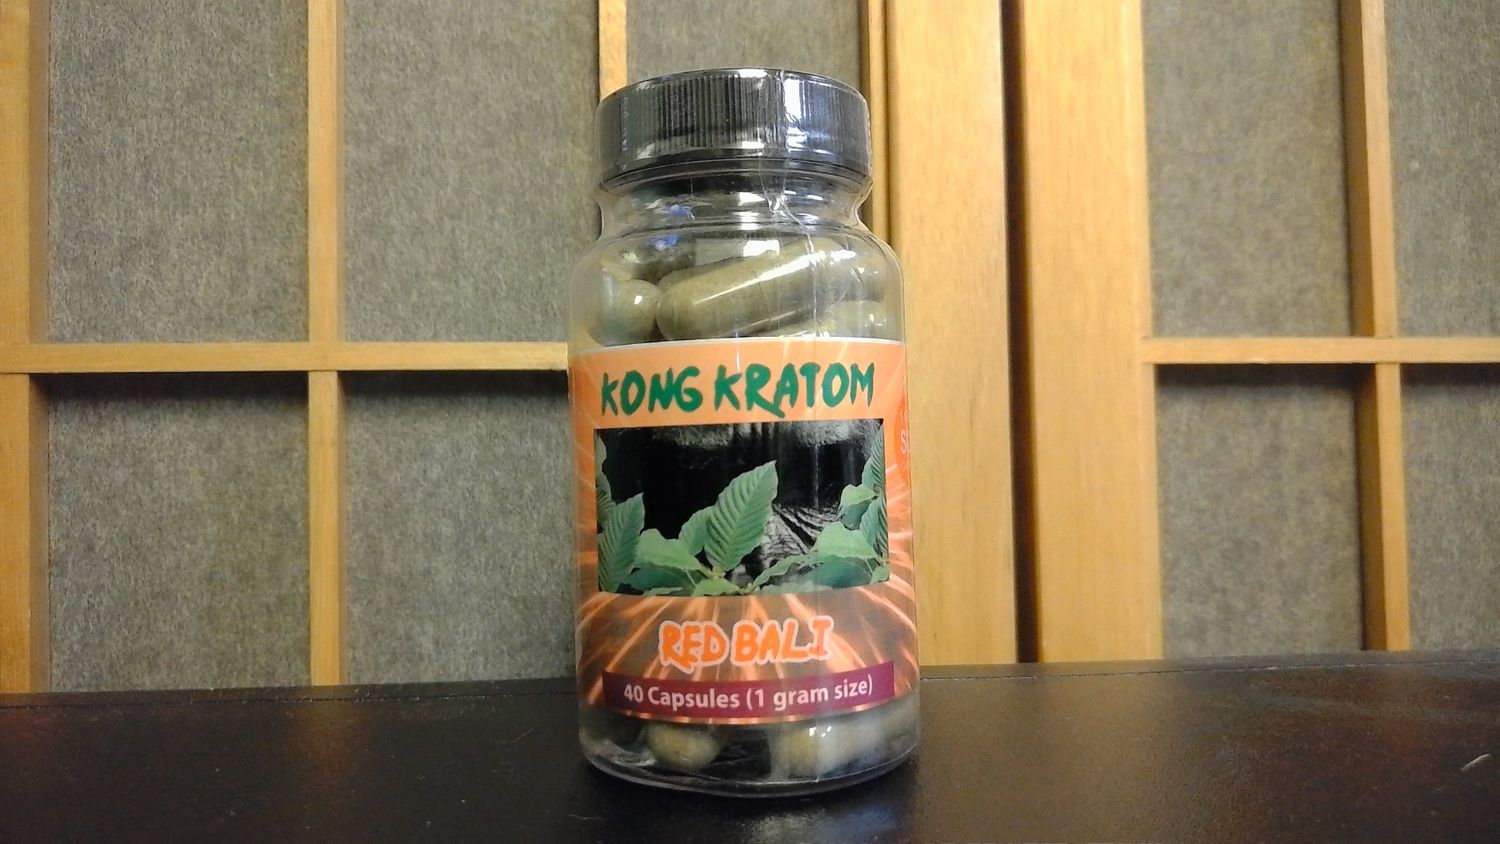 KONG KRATOM
RED BALI
40 Capsules (1 gram size)